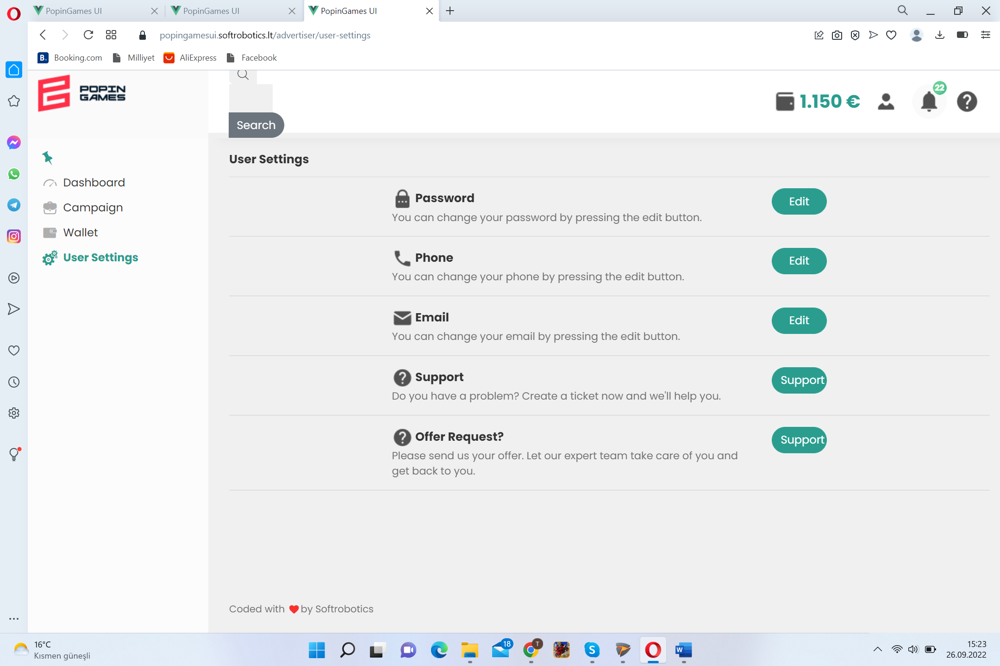 PopinGames UI
PopinGames UI
PopinGames UI
popingamesui.softrobotics.lt/advertiser/user-settings
B. Booking.com Milliyet AliExpress Facebook
POPIN
GAMES
Search
1.150 €
22
Dashboard
Campaign
Wallet
User Settings
User Settings
Password
You can change your password by pressing the edit button.
Edit
Phone
You can change your phone by pressing the edit button.
Edit
Email
You can change your email by pressing the edit button.
Edit
Support
Do you have a problem? Create a ticket now and we'll help you.
Support
Offer Request?
Please send us your offer. Let our expert team take care of you and
get back to you.
Support
Coded with by Softrobotics
16°C
Kısmen güneşli
18
T
S
W
15:23
26.09.2022